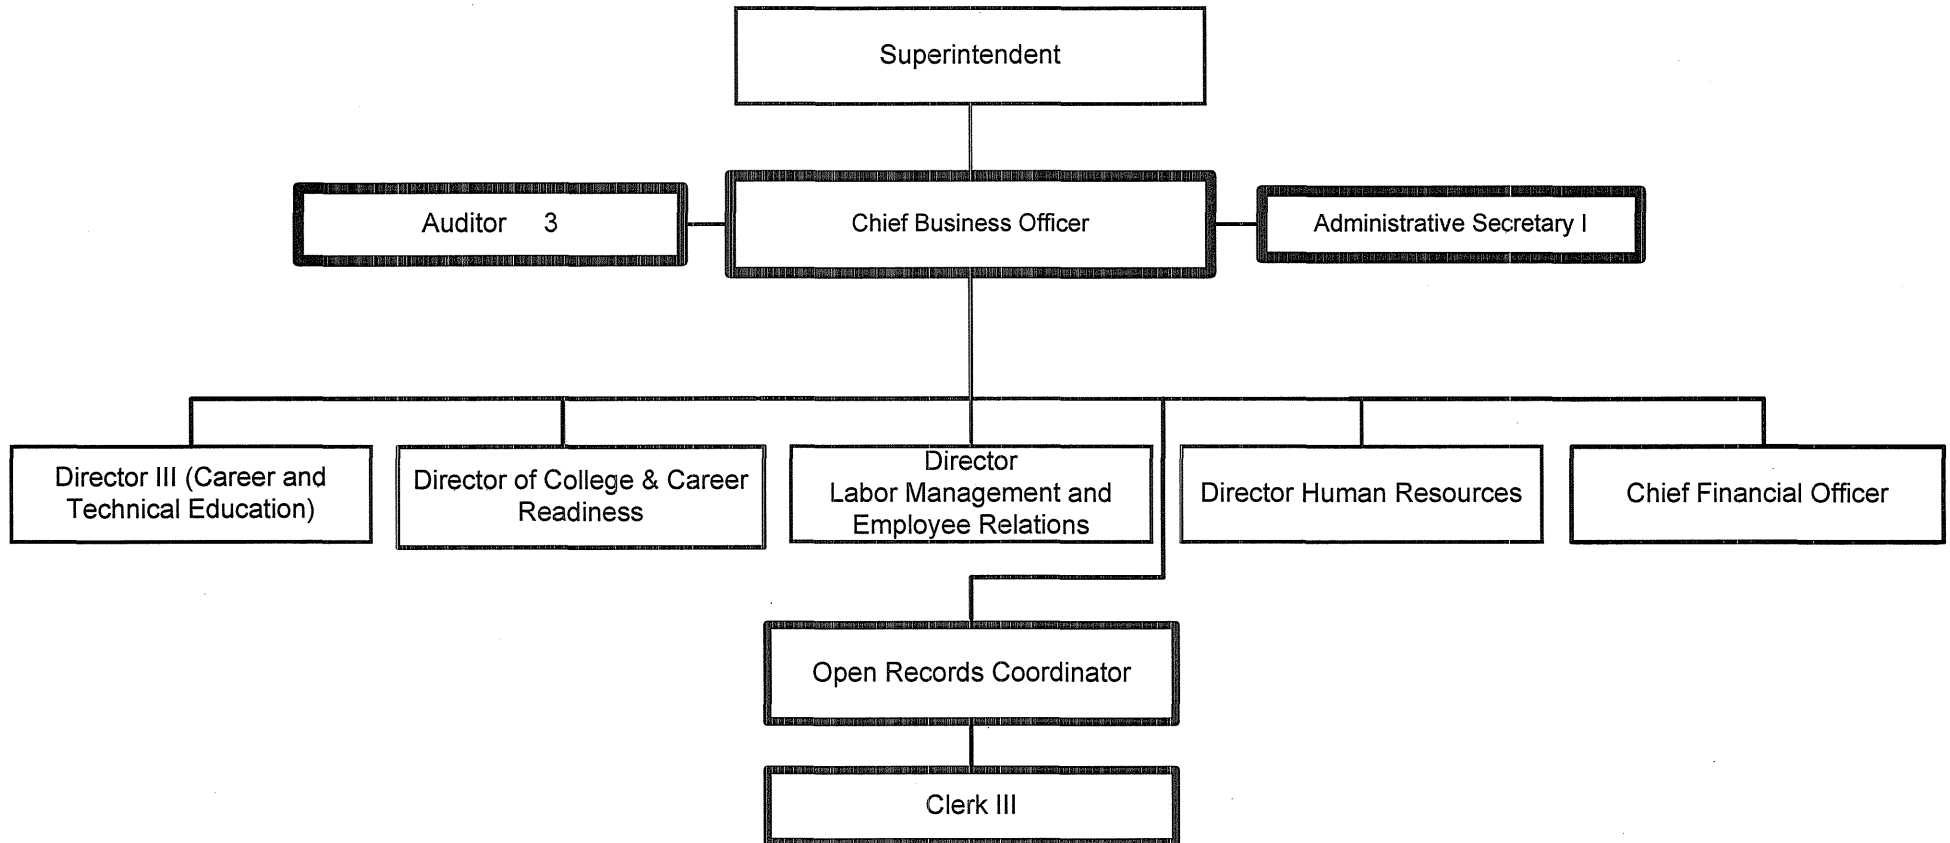 Superintendent
Auditor 3
Chief Business Officer
Administrative Secretary I
Director III (Career and
Technical Education)
Director of College & Career
Readiness
Director
Labor Management and
Employee Relations
Director Human Resources
Chief Financial Officer
Open Records Coordinator
Clerk III